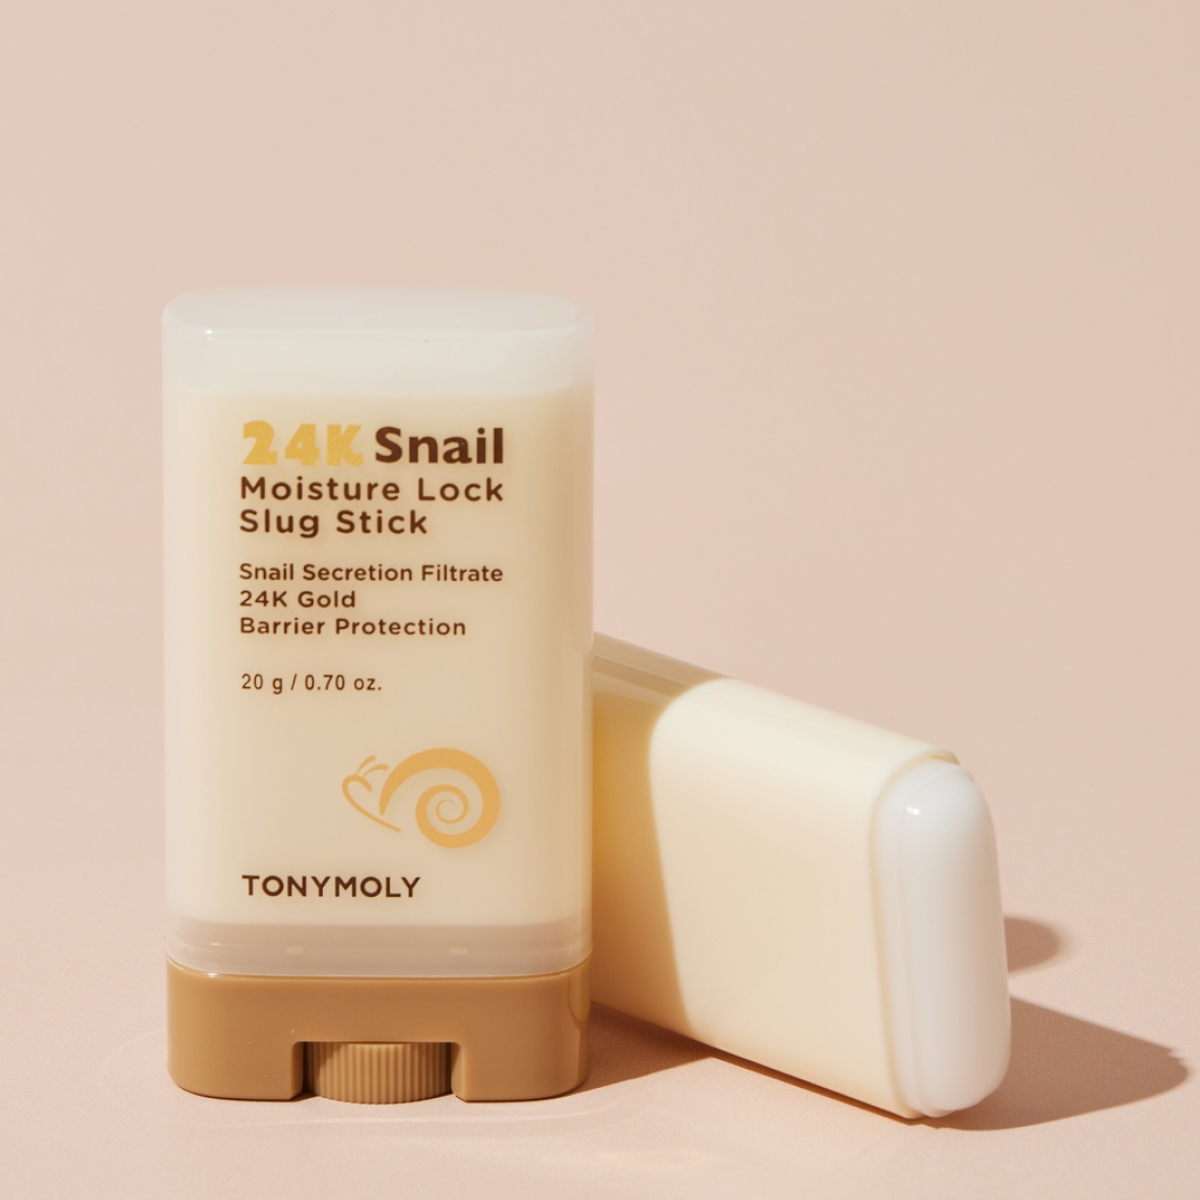 24K Snail
Moisture Lock
Slug Stick
Snail Secretion Filtrate
24K Gold
Barrier Protection
20 g / 0.70 oz.
TONYMOLY